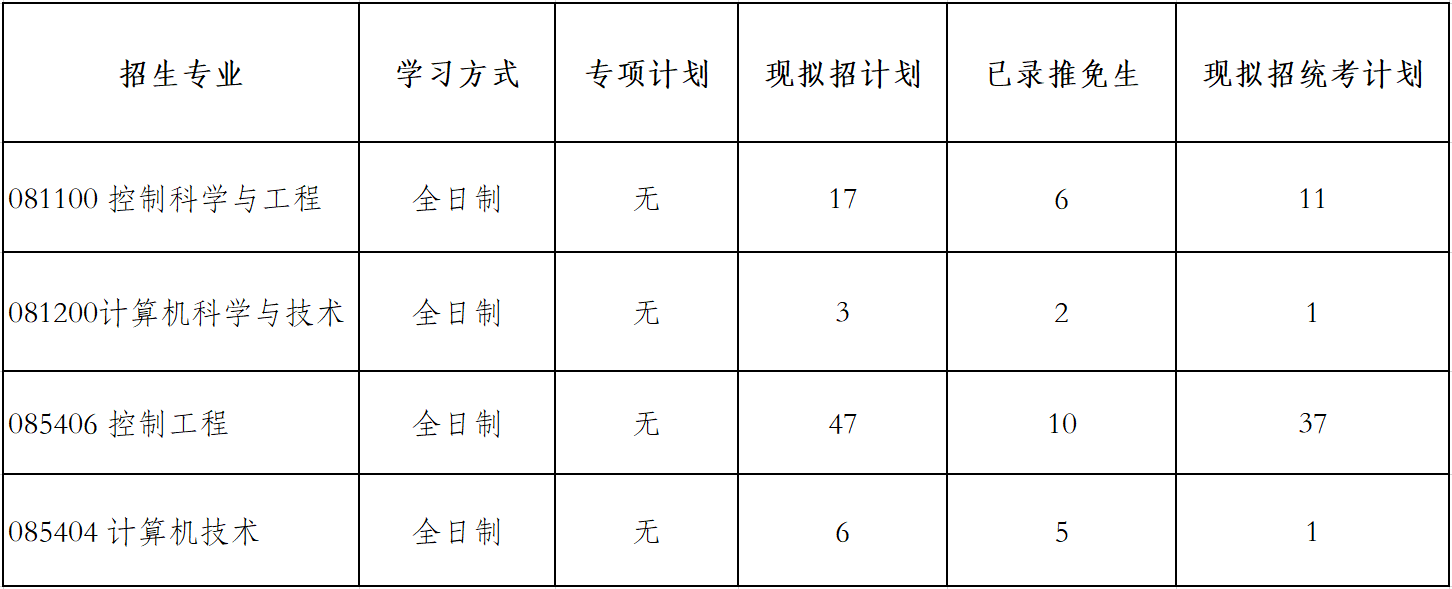 招生专业 学习方式 专项计划 现拟招计划 已录推免生 现拟招统考计划
081100 控制科学与工程 全日制 无 17 6 11
081200计算机科学与技术 全日制 无 3 2 1
085406 控制工程 全日制 无 47 10 37
085404 计算机技术 全日制 无 6 5 1